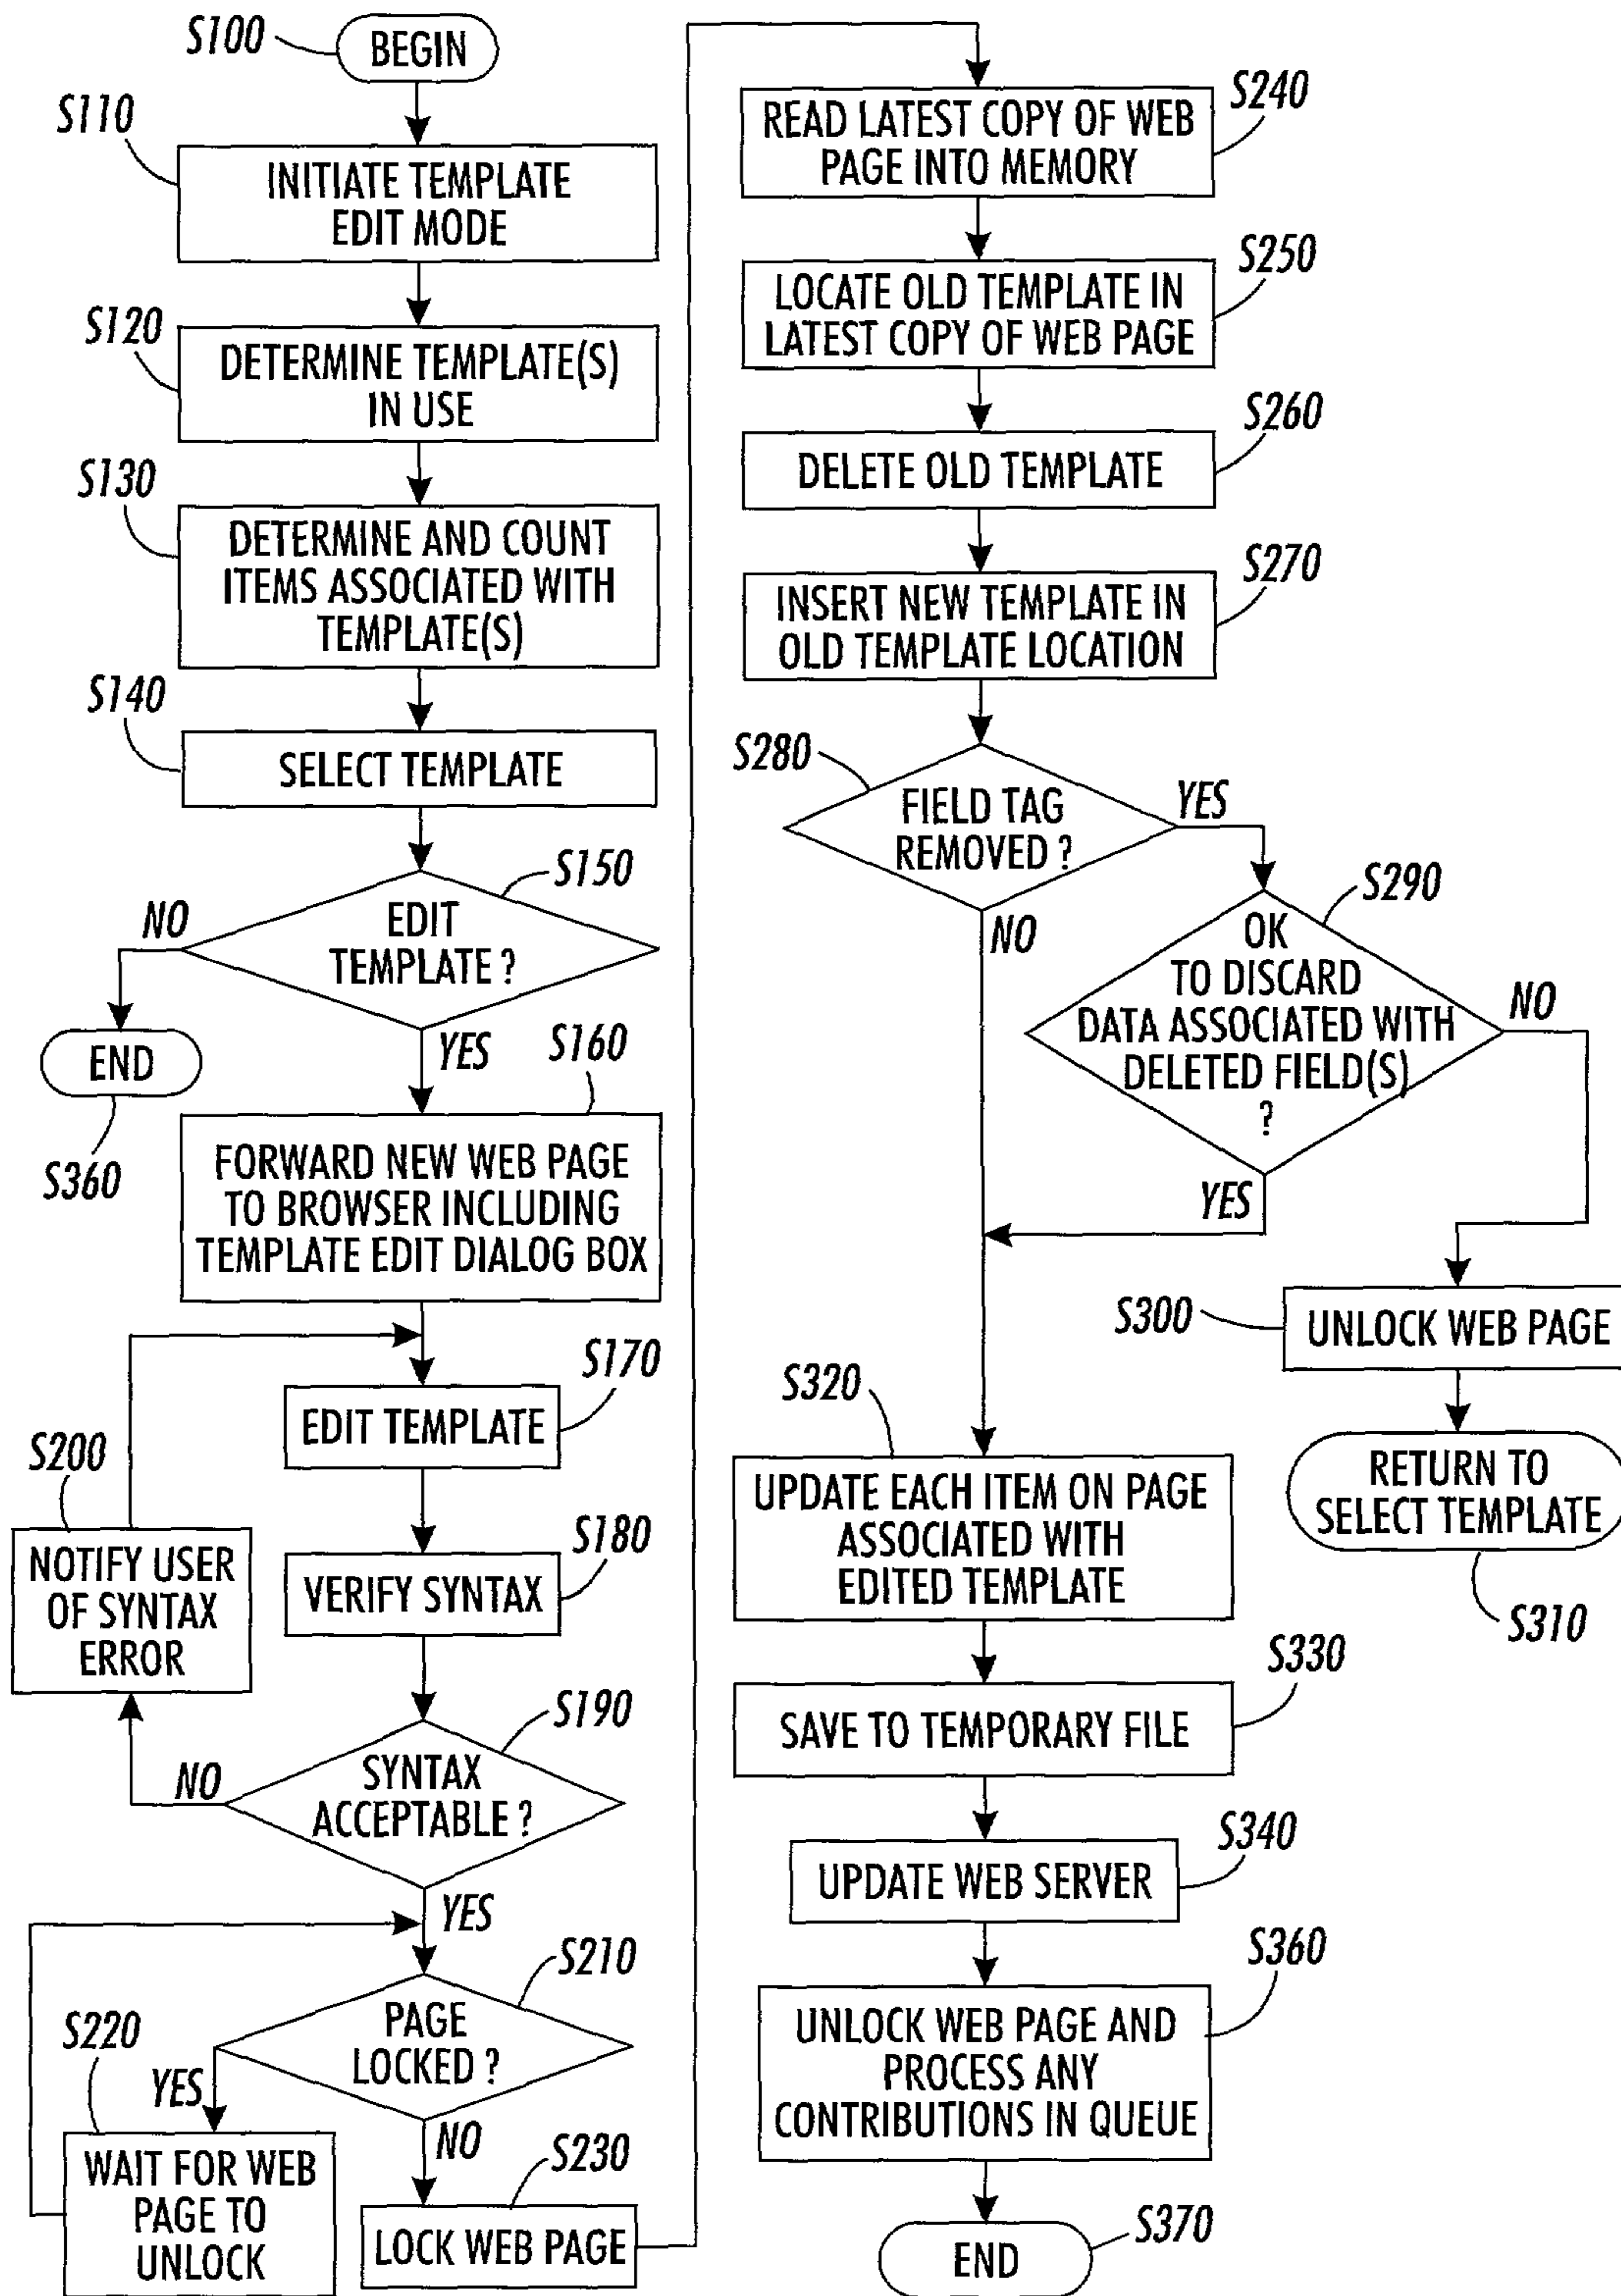 S100
BEGIN
S110
INITIATE TEMPLATE
EDIT MODE
S120
DETERMINE TEMPLATE(S)
IN USE
S130
DETERMINE AND COUNT
ITEMS ASSOCIATED WITH
TEMPLATE(S)
S140
SELECT TEMPLATE
S150
EDIT
TEMPLATE ?
NO
END
S360
YES
S160
FORWARD NEW WEB PAGE
TO BROWSER INCLUDING
TEMPLATE EDIT DIALOG BOX
S170
EDIT TEMPLATE
S180
VERIFY SYNTAX
S200
NOTIFY USER
OF SYNTAX
ERROR
S190
SYNTAX
ACCEPTABLE ?
NO
YES
S210
PAGE
LOCKED ?
S220
YES
WAIT FOR WEB
PAGE TO
UNLOCK
NO
S230
LOCK WEB PAGE
S240
READ LATEST COPY OF WEB
PAGE INTO MEMORY
S250
LOCATE OLD TEMPLATE IN
LATEST COPY OF WEB PAGE
S260
DELETE OLD TEMPLATE
S270
INSERT NEW TEMPLATE IN
OLD TEMPLATE LOCATION
S280
FIELD TAG
REMOVED ?
YES
NO
S290
OK
TO DISCARD
DATA ASSOCIATED WITH
DELETED FIELD(S)
?
NO
YES
S300
UNLOCK WEB PAGE
RETURN TO
SELECT TEMPLATE
S310
S320
UPDATE EACH ITEM ON PAGE
ASSOCIATED WITH
EDITED TEMPLATE
S330
SAVE TO TEMPORARY FILE
S340
UPDATE WEB SERVER
S360
UNLOCK WEB PAGE AND
PROCESS ANY
CONTRIBUTIONS IN QUEUE
S370
END